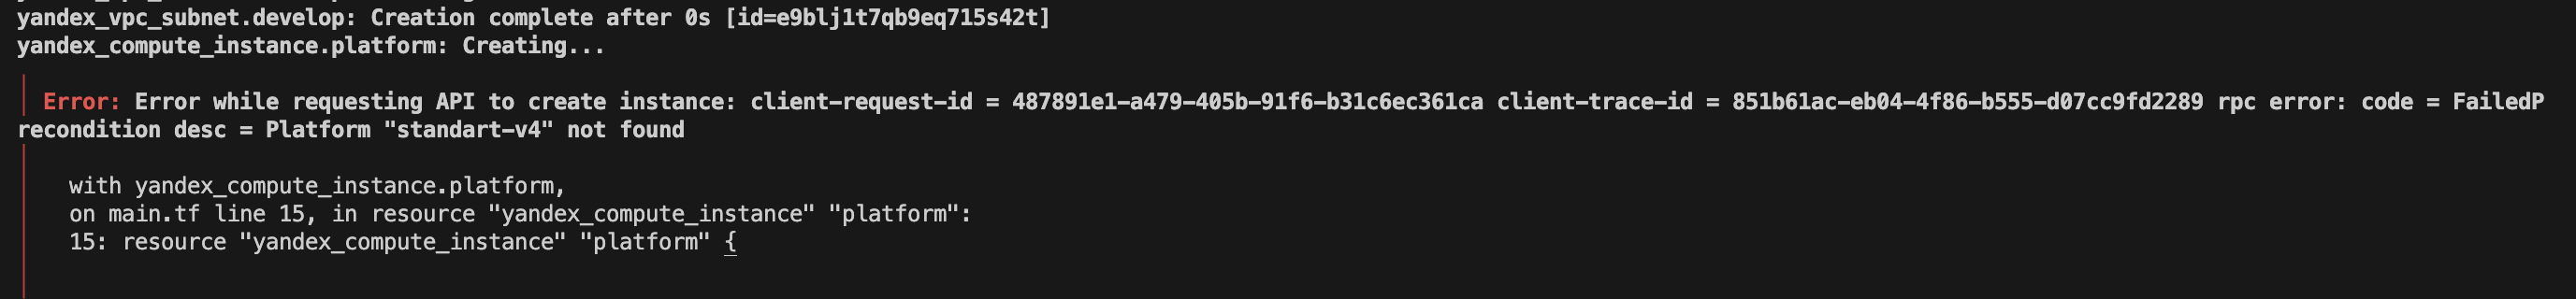 yandex_vpc_subnet.develop: Creation complete after 0s [id=e9blj1t7qb9eq715s42t]
yandex_compute_instance.platform: Creating...
Error: Error while requesting API to create instance: client-request-id = 487891e1-a479-405b-91f6-b31c6ec361ca client-trace-id = 851b61ac-eb04-4f86-b555-d07cc9fd2289 rpc error: code = FailedP
recondition desc = Platform "standart-v4" not found
with yandex_compute_instance.platform,
on main.tf line 15, in resource "yandex_compute_instance" "platform":
15: resource "yandex_compute_instance" "platform" {